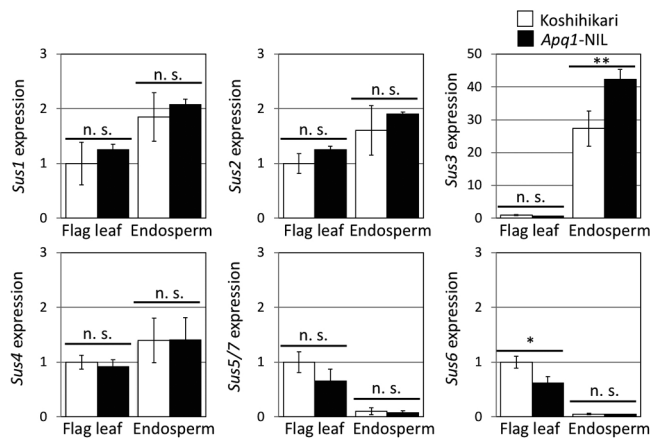 Koshihikari
Apq1-NIL
Sus1 expression
3
2
1
0
n. s.
n. s.
Flag leaf Endosperm
Sus2 expression
3
2
1
0
n. s.
n. s.
Flag leaf Endosperm
Sus3 expression
50
40
30
20
10
0
n. s.
**
Flag leaf Endosperm
Sus4 expression
3
2
1
0
n. s.
n. s.
Flag leaf Endosperm
Sus5/7 expression
3
2
1
0
n. s.
n. s.
Flag leaf Endosperm
Sus6 expression
3
2
1
0
*
n. s.
Flag leaf Endosperm